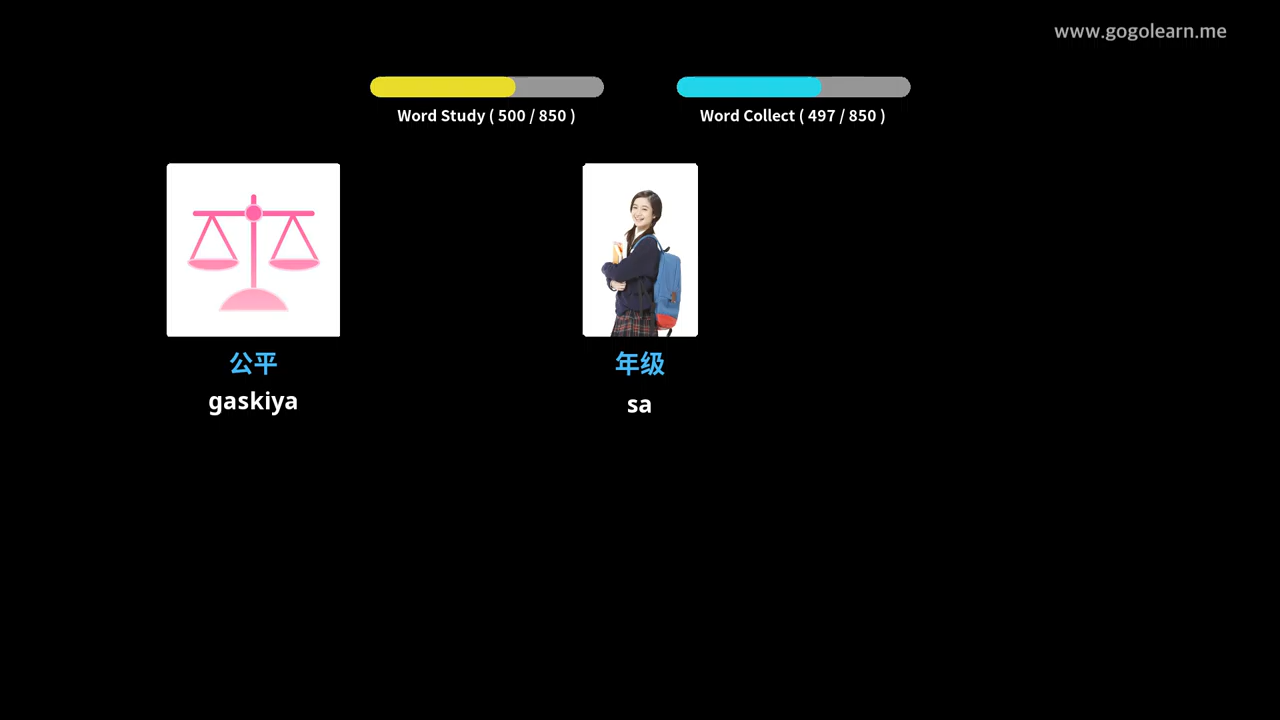 www.gogolearn.me
Word Study ( 500 / 850 )
Word Collect ( 497 / 850 )
公平
gaskiya
年级
sa